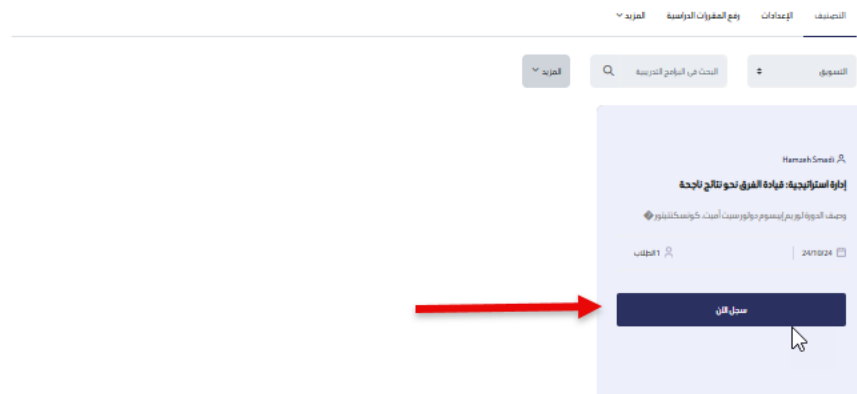 التصنيف الإعدادات رفع المقررات الدراسية المزيد
التسويق البحث في البرامج التدريبية المزيد
Hamzeh Smadi
إدارة استراتيجية: قيادة الفرق نحو نتائج ناجحة
وصف الدورة لوريم إيبسوم دولور سيت أميت، كونسكتيتور�
24/10/24 1 الطلاب
سجل الآن